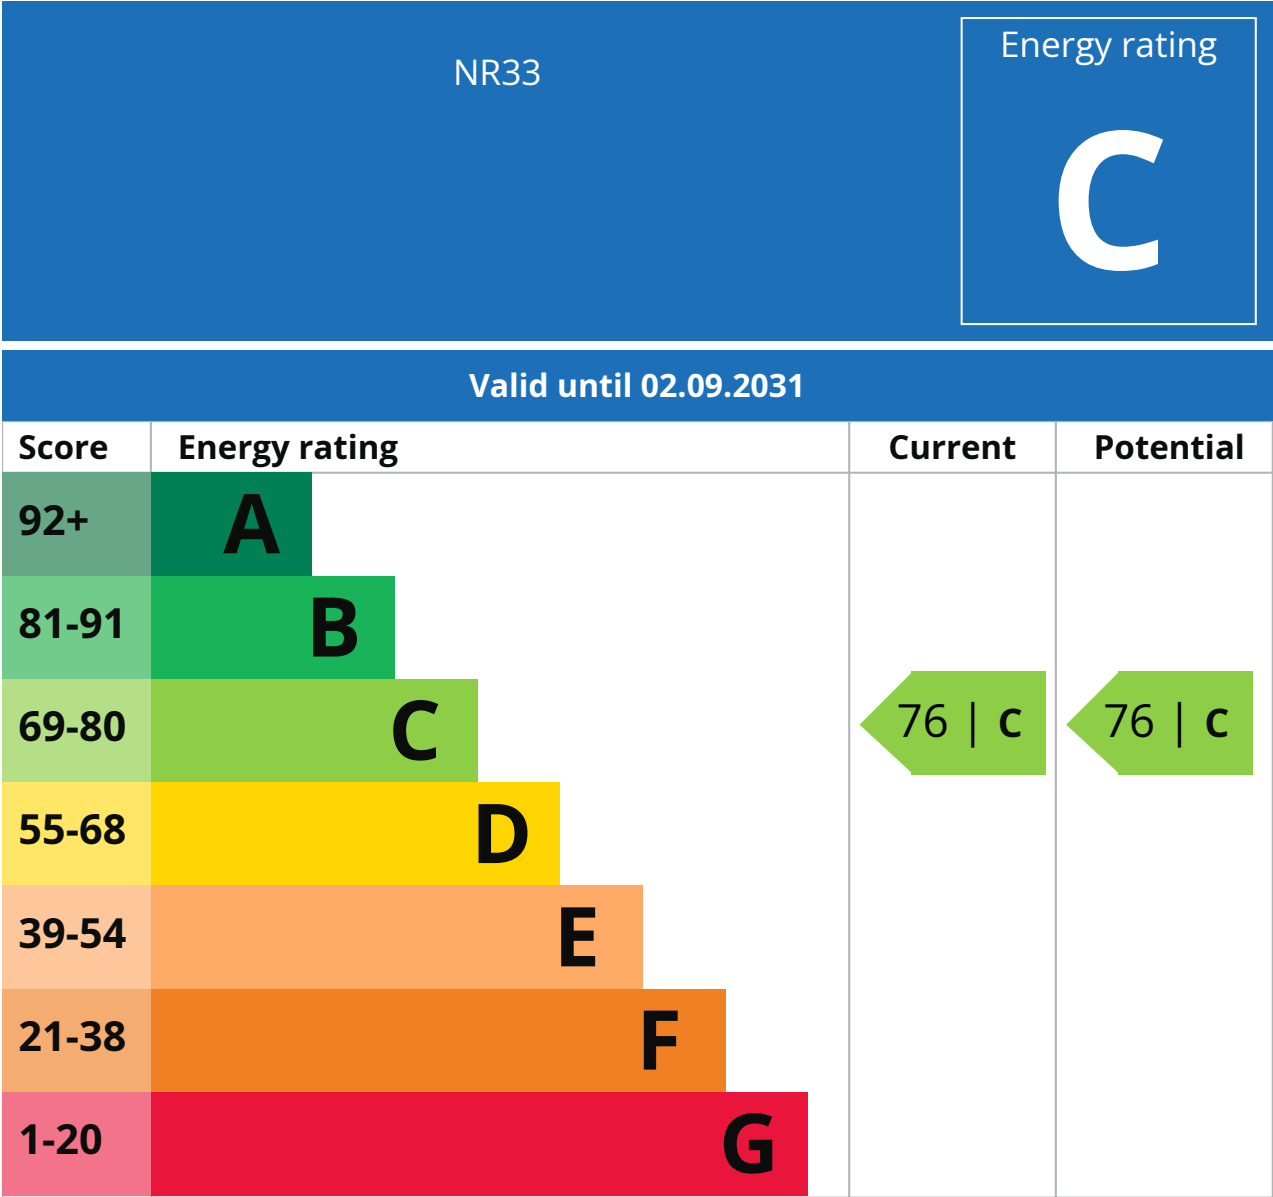 NR33
Energy rating
C
Valid until 02.09.2031
Score Energy rating Current Potential
92+ A
81-91 B
69-80 C 76 | C 76 | C
55-68 D
39-54 E
21-38 F
1-20 G